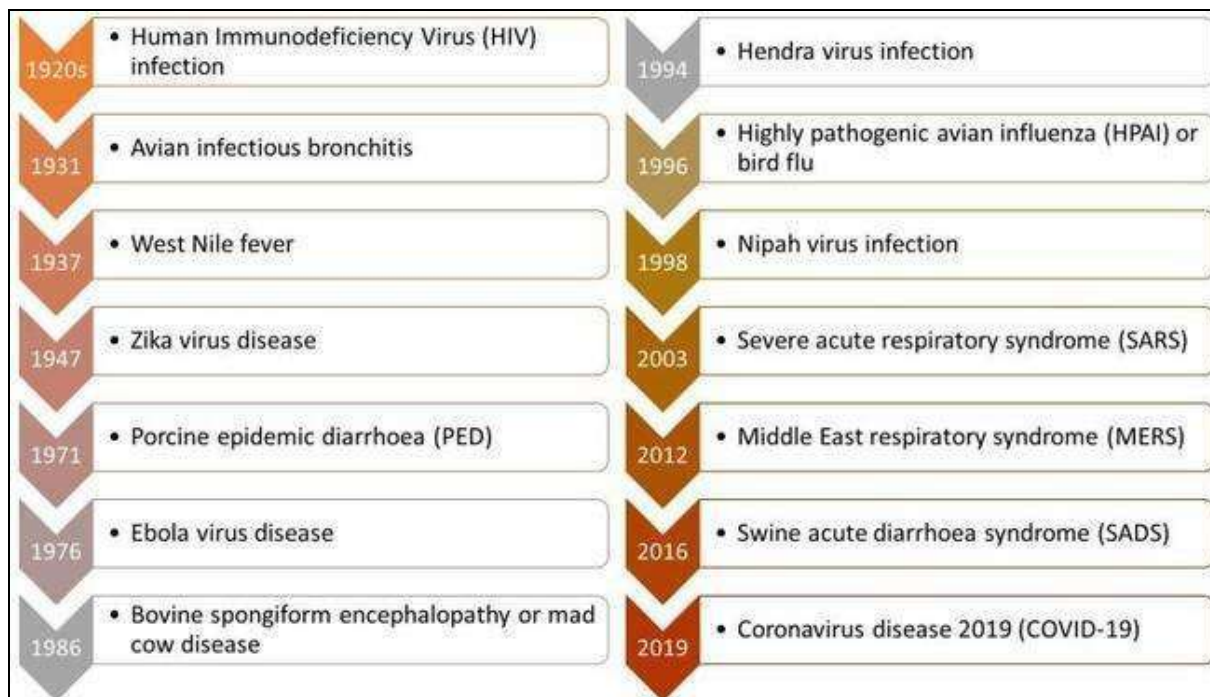 1920s
• Human Immunodeficiency Virus (HIV)
infection
1931
• Avian infectious bronchitis
1937
• West Nile fever
1947
• Zika virus disease
1971
• Porcine epidemic diarrhoea (PED)
1976
• Ebola virus disease
1986
• Bovine spongiform encephalopathy or mad
cow disease
1994
• Hendra virus infection
1996
• Highly pathogenic avian influenza (HPAI) or
bird flu
1998
• Nipah virus infection
2003
• Severe acute respiratory syndrome (SARS)
2012
• Middle East respiratory syndrome (MERS)
2016
• Swine acute diarrhoea syndrome (SADS)
2019
• Coronavirus disease 2019 (COVID-19)